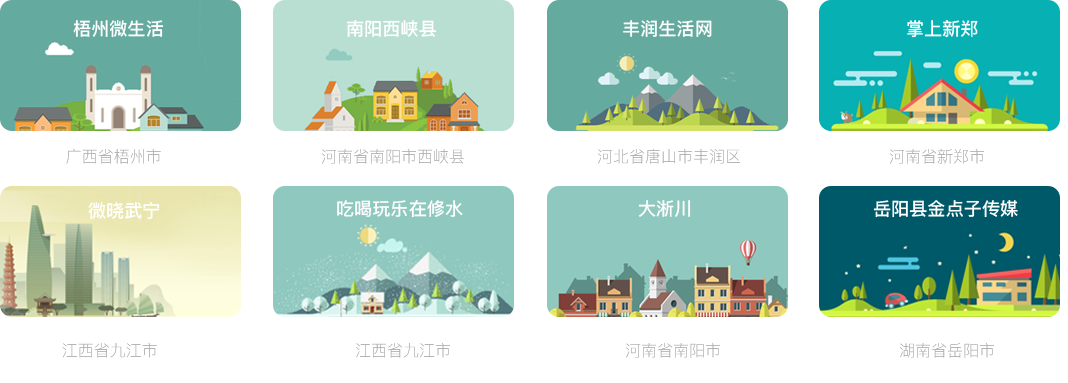 梧州微生活
南阳西峡县
丰润生活网
掌上新郑
广西省梧州市
河南省南阳市西峡县
河北省唐山市丰润区
河南省新郑市
微晓武宁
吃喝玩乐在修水
大淅川
岳阳县金点子传媒
江西省九江市
江西省九江市
河南省南阳市
湖南省岳阳市